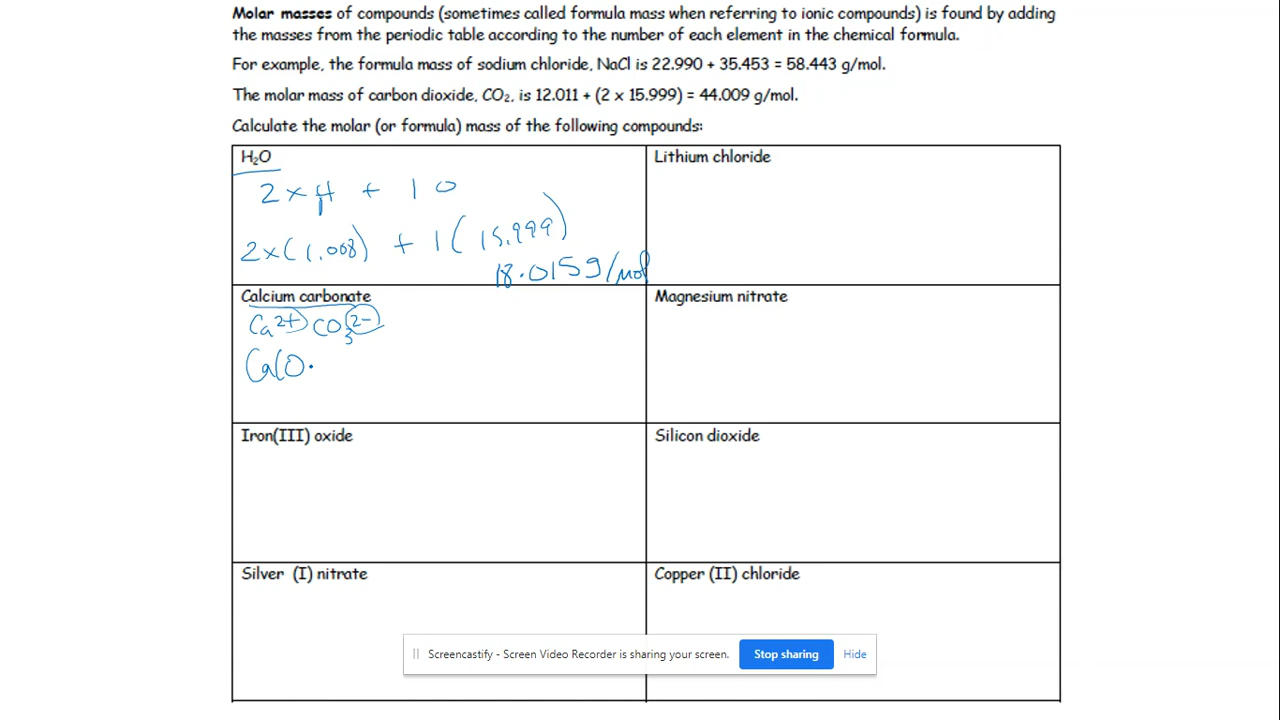 Molar masses of compounds (sometimes called formula mass when referring to ionic compounds) is found by adding
the masses from the periodic table according to the number of each element in the chemical formula.
For example, the formula mass of sodium chloride, NaCl is 22.990 + 35.453 = 58.443 g/mol.
The molar mass of carbon dioxide, CO₂, is 12.011 + (2 x 15.999) = 44.009 g/mol.
Calculate the molar (or formula) mass of the following compounds:
H₂O
2 × H + 1 O
2×(1.008) + 1(15.999)
18.015g/mol
Lithium chloride
Calcium carbonate
Ca²⁺ CO₃²⁻
CaCO
Magnesium nitrate
Iron(III) oxide
Silicon dioxide
Silver (I) nitrate
Copper (II) chloride
Screencastify - Screen Video Recorder is sharing your screen. Stop sharing Hide